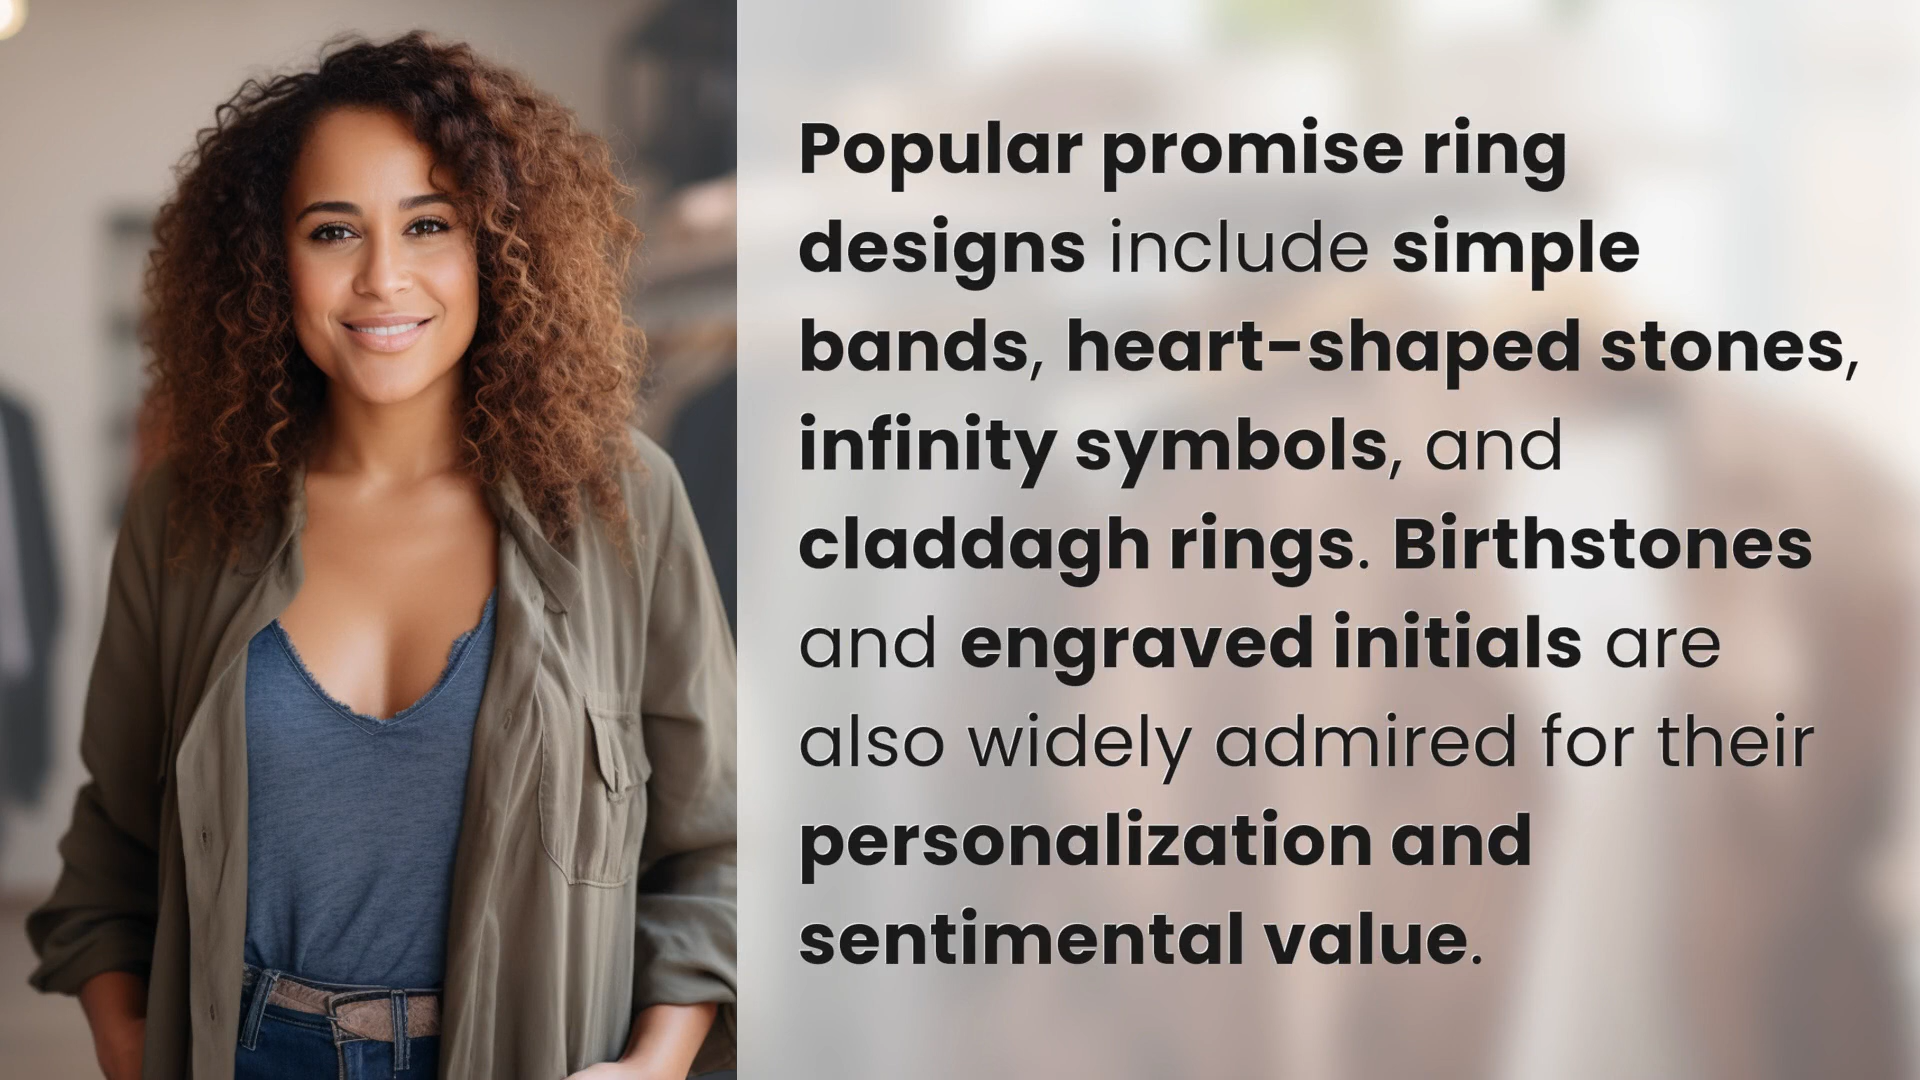 Popular promise ring
designs include simple
bands, heart-shaped stones,
infinity symbols, and
claddagh rings. Birthstones
and engraved initials are
also widely admired for their
personalization and
sentimental value.